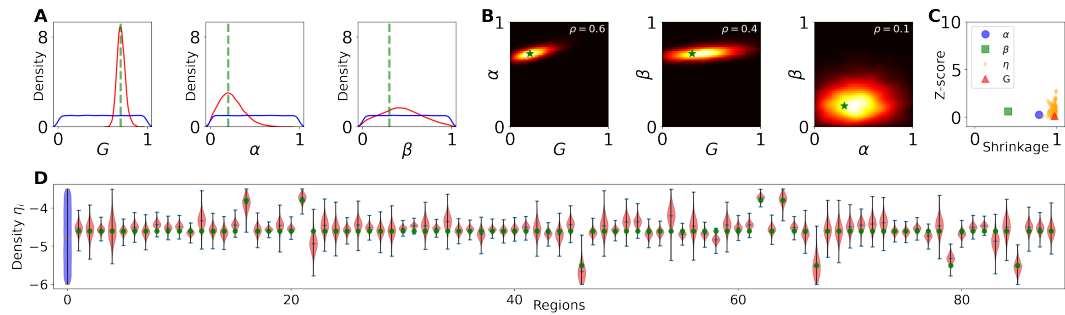 A
Density
8
0
0
1
G
Density
8
0
0
1
α
Density
8
0
0
1
β
B
1
α
0
0
1
G
ρ = 0.6
1
β
0
0
1
G
ρ = 0.4
1
β
0
0
1
α
ρ = 0.1
C
Z-score
10
5
0
α
β
η
G
0
Shrinkage
1
D
Density ηi
−4
−5
−6
0
20
40
60
80
Regions